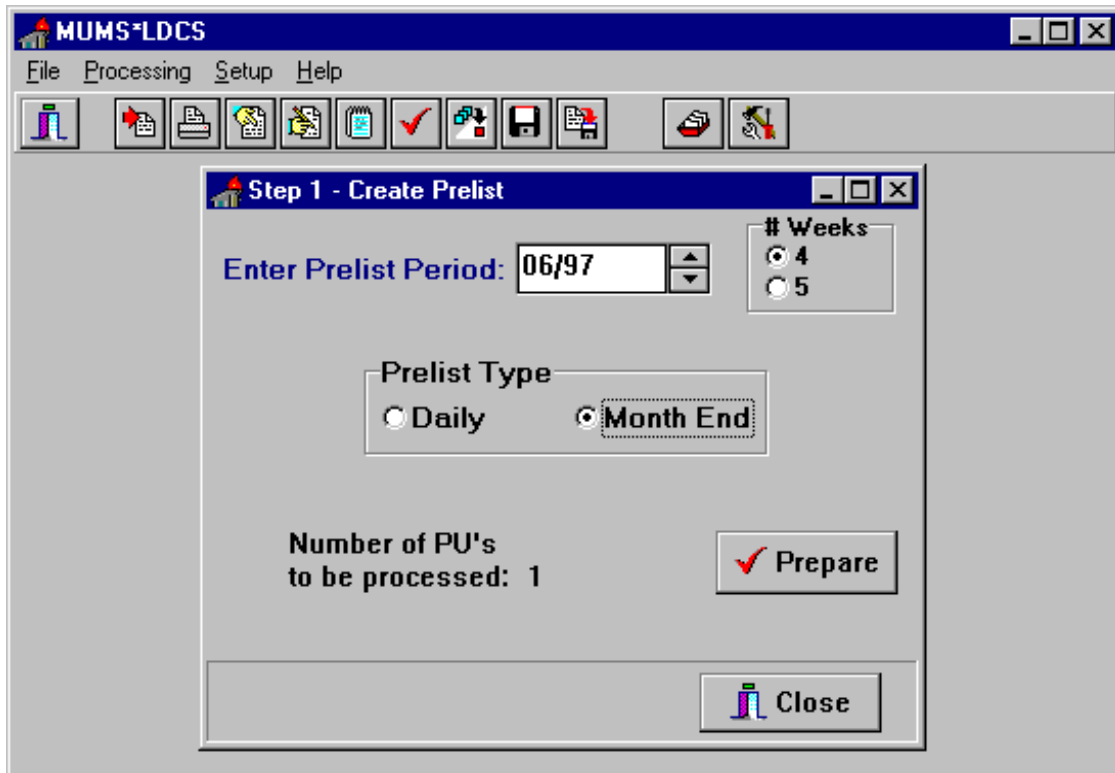 MUMS*LDCS
File Processing Setup Help
Step 1 - Create Prelist
# Weeks
Enter Prelist Period: 06/97
4
5
Prelist Type
Daily Month End
Number of PU's
to be processed: 1
Prepare
Close